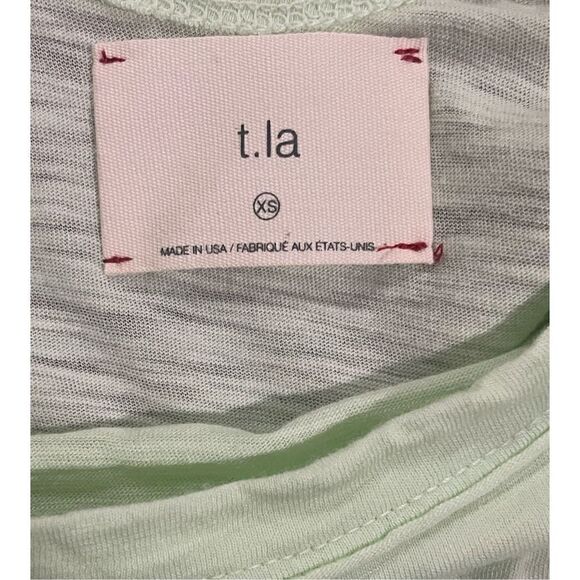 t.la
XS
MADE IN USA / FABRIQUÉ AUX ÉTATS-UNIS